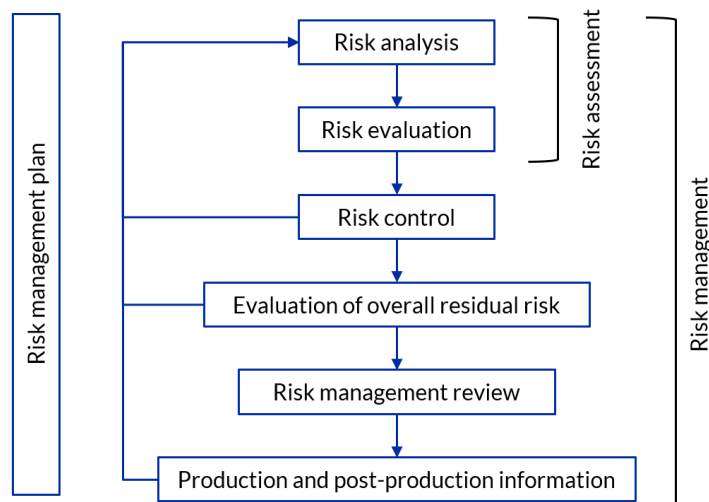 Risk management plan
Risk analysis
Risk evaluation
Risk control
Evaluation of overall residual risk
Risk management review
Production and post-production information
Risk assessment
Risk management